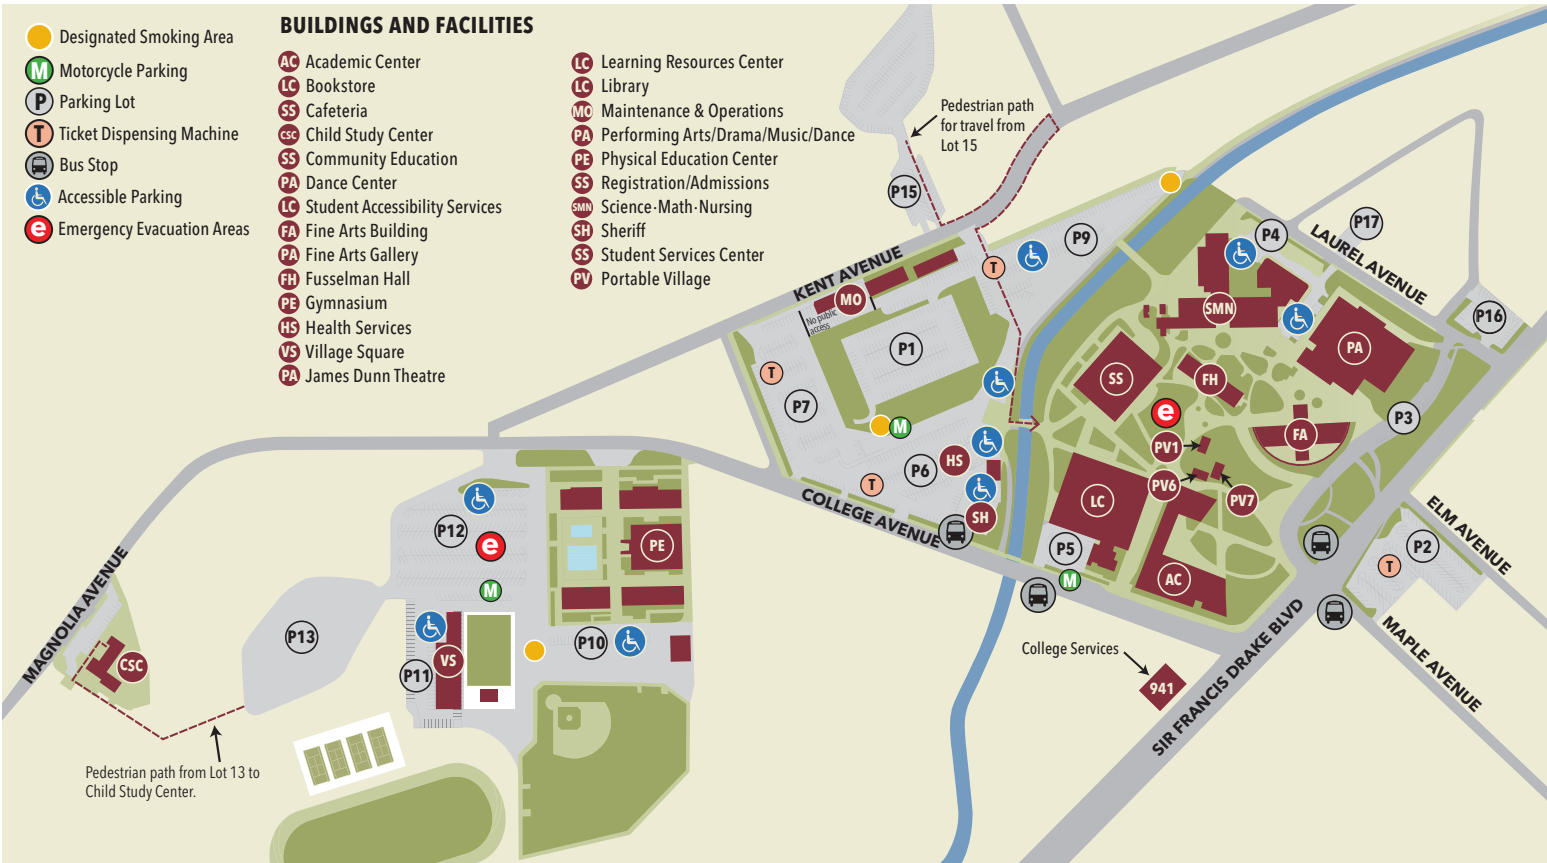 BUILDINGS AND FACILITIES
Designated Smoking Area
M Motorcycle Parking
P Parking Lot
T Ticket Dispensing Machine
Bus Stop
Accessible Parking
e Emergency Evacuation Areas
AC Academic Center
LC Bookstore
SS Cafeteria
CSC Child Study Center
SS Community Education
PA Dance Center
LC Student Accessibility Services
FA Fine Arts Building
PA Fine Arts Gallery
FH Fusselman Hall
PE Gymnasium
HS Health Services
VS Village Square
PA James Dunn Theatre
LC Learning Resources Center
LC Library
MO Maintenance & Operations
PA Performing Arts/Drama/Music/Dance
PE Physical Education Center
SS Registration/Admissions
SMN Science·Math·Nursing
SH Sheriff
SS Student Services Center
PV Portable Village
Pedestrian path
for travel from
Lot 15
P15
P9
P4
P17
LAUREL AVENUE
KENT AVENUE
T
MO
No public
access
P1
SMN
P16
PA
T
P7
SS
FH
P3
M
e
FA
PV1
HS
P6
T
PV6
PV7
LC
COLLEGE AVENUE
SH
P5
M
AC
P2
T
ELM AVENUE
MAPLE AVENUE
SIR FRANCIS DRAKE BLVD
College Services
941
P12
e
M
PE
MAGNOLIA AVENUE
P13
P10
CSC
VS
P11
Pedestrian path from Lot 13 to
Child Study Center.